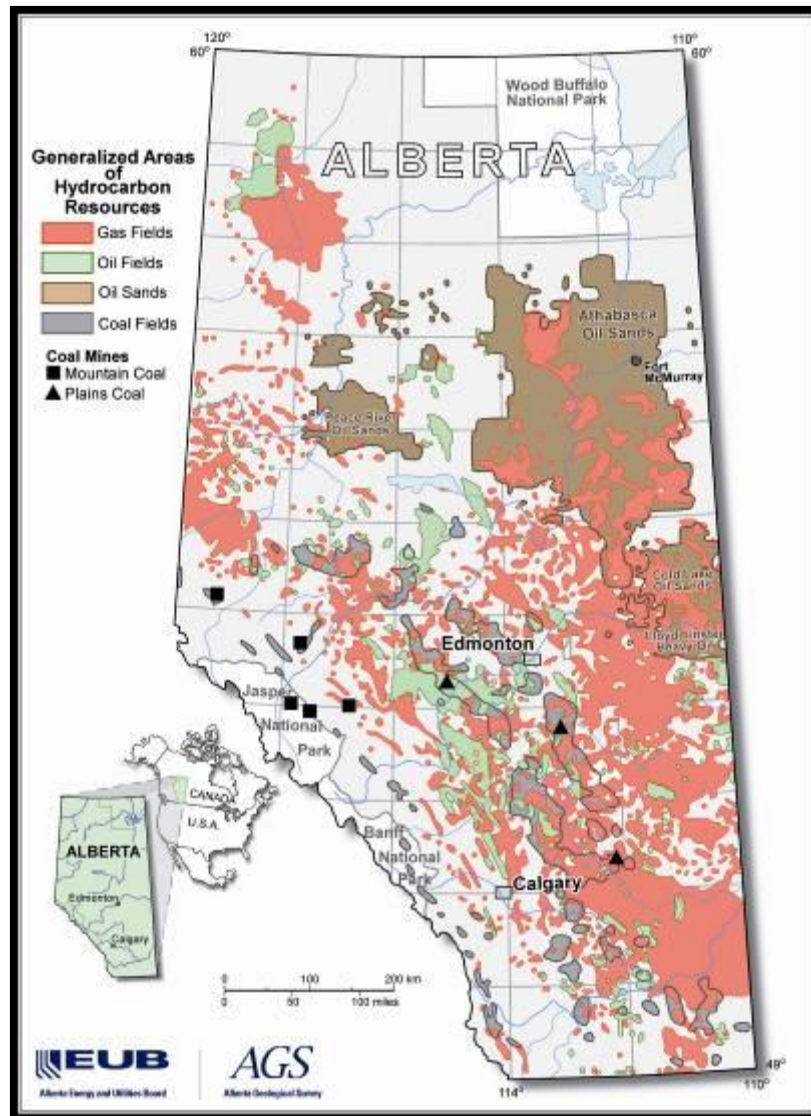 120°
60°
110°
60°
Wood Buffalo
National Park
ALBERTA
Generalized Areas
of
Hydrocarbon
Resources
Gas Fields
Oil Fields
Oil Sands
Coal Fields
Coal Mines
Mountain Coal
Plains Coal
Athabasca
Oil Sands
Fort
McMurray
Peace River
Oil Sands
Cold Lake
Oil Sands
Lloydminster
Heavy Oil
Edmonton
Jasper
National
Park
Banff
National
Park
Calgary
CANADA
U.S.A.
ALBERTA
Edmonton
Calgary
0 100 200 km
0 50 100 miles
EUB
Alberta Energy and Utilities Board
AGS
Alberta Geological Survey
114°
49°
110°